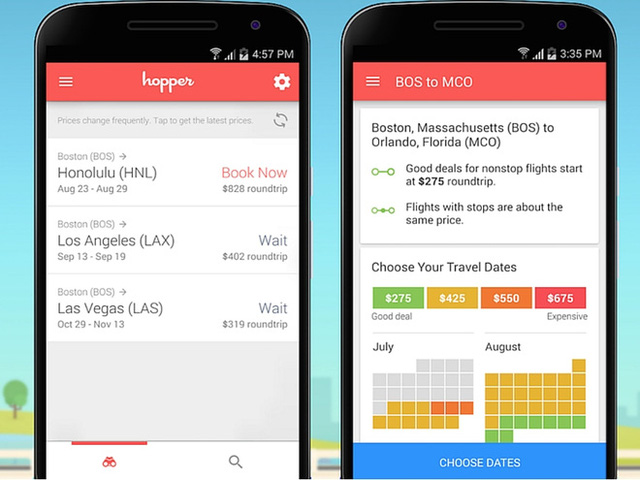 4:57 PM
hopper
Prices change frequently. Tap to get the latest prices.
Boston (BOS) →
Honolulu (HNL) Book Now
Aug 23 - Aug 29 $828 roundtrip
Boston (BOS) →
Los Angeles (LAX) Wait
Sep 13 - Sep 19 $402 roundtrip
Boston (BOS) →
Las Vegas (LAS) Wait
Oct 29 - Nov 13 $319 roundtrip
3:35 PM
BOS to MCO
Boston, Massachusetts (BOS) to
Orlando, Florida (MCO)
Good deals for nonstop flights start
at $275 roundtrip.
Flights with stops are about the
same price.
Choose Your Travel Dates
$275 $425 $550 $675
Good deal Expensive
July August
CHOOSE DATES